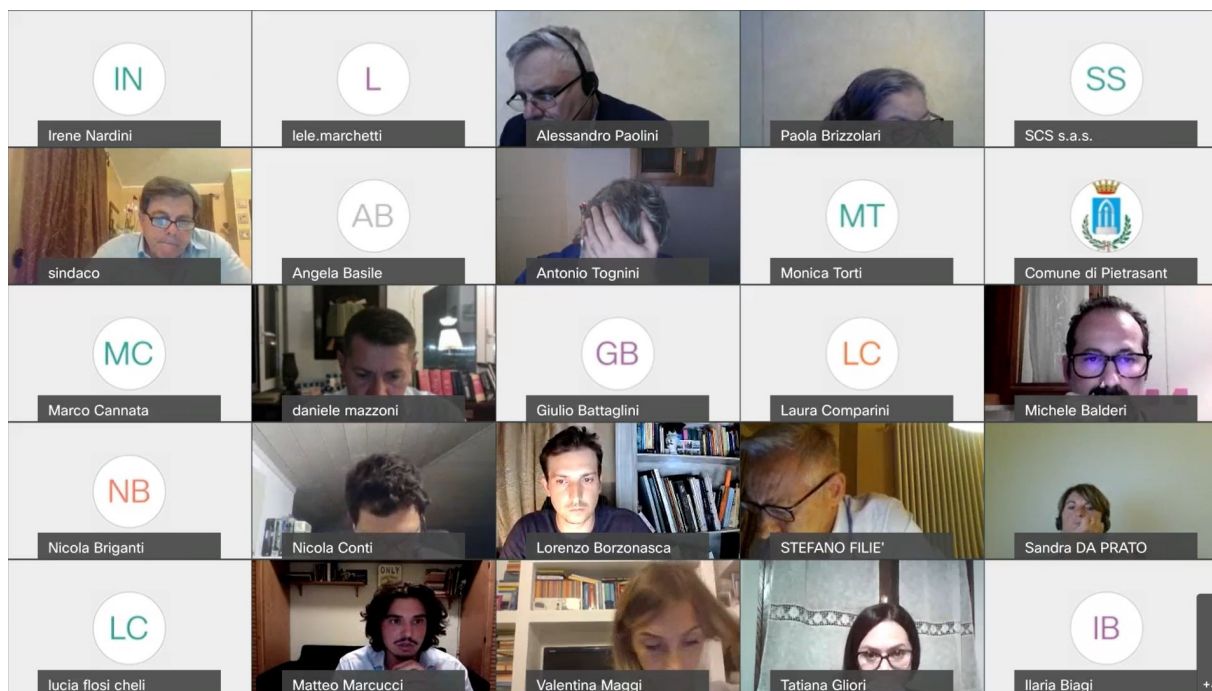 IN
Irene Nardini
L
lele.marchetti
Alessandro Paolini
Paola Brizzolari
SS
SCS s.a.s.
sindaco
AB
Angela Basile
Antonio Tognini
MT
Monica Torti
Comune di Pietrasant
MC
Marco Cannata
daniele mazzoni
GB
Giulio Battaglini
LC
Laura Comparini
Michele Balderi
NB
Nicola Briganti
Nicola Conti
Lorenzo Borzonasca
STEFANO FILIE'
Sandra DA PRATO
LC
lucia flosi cheli
ONLY
Matteo Marcucci
Valentina Maggi
Tatiana Gliori
IB
Ilaria Biagi